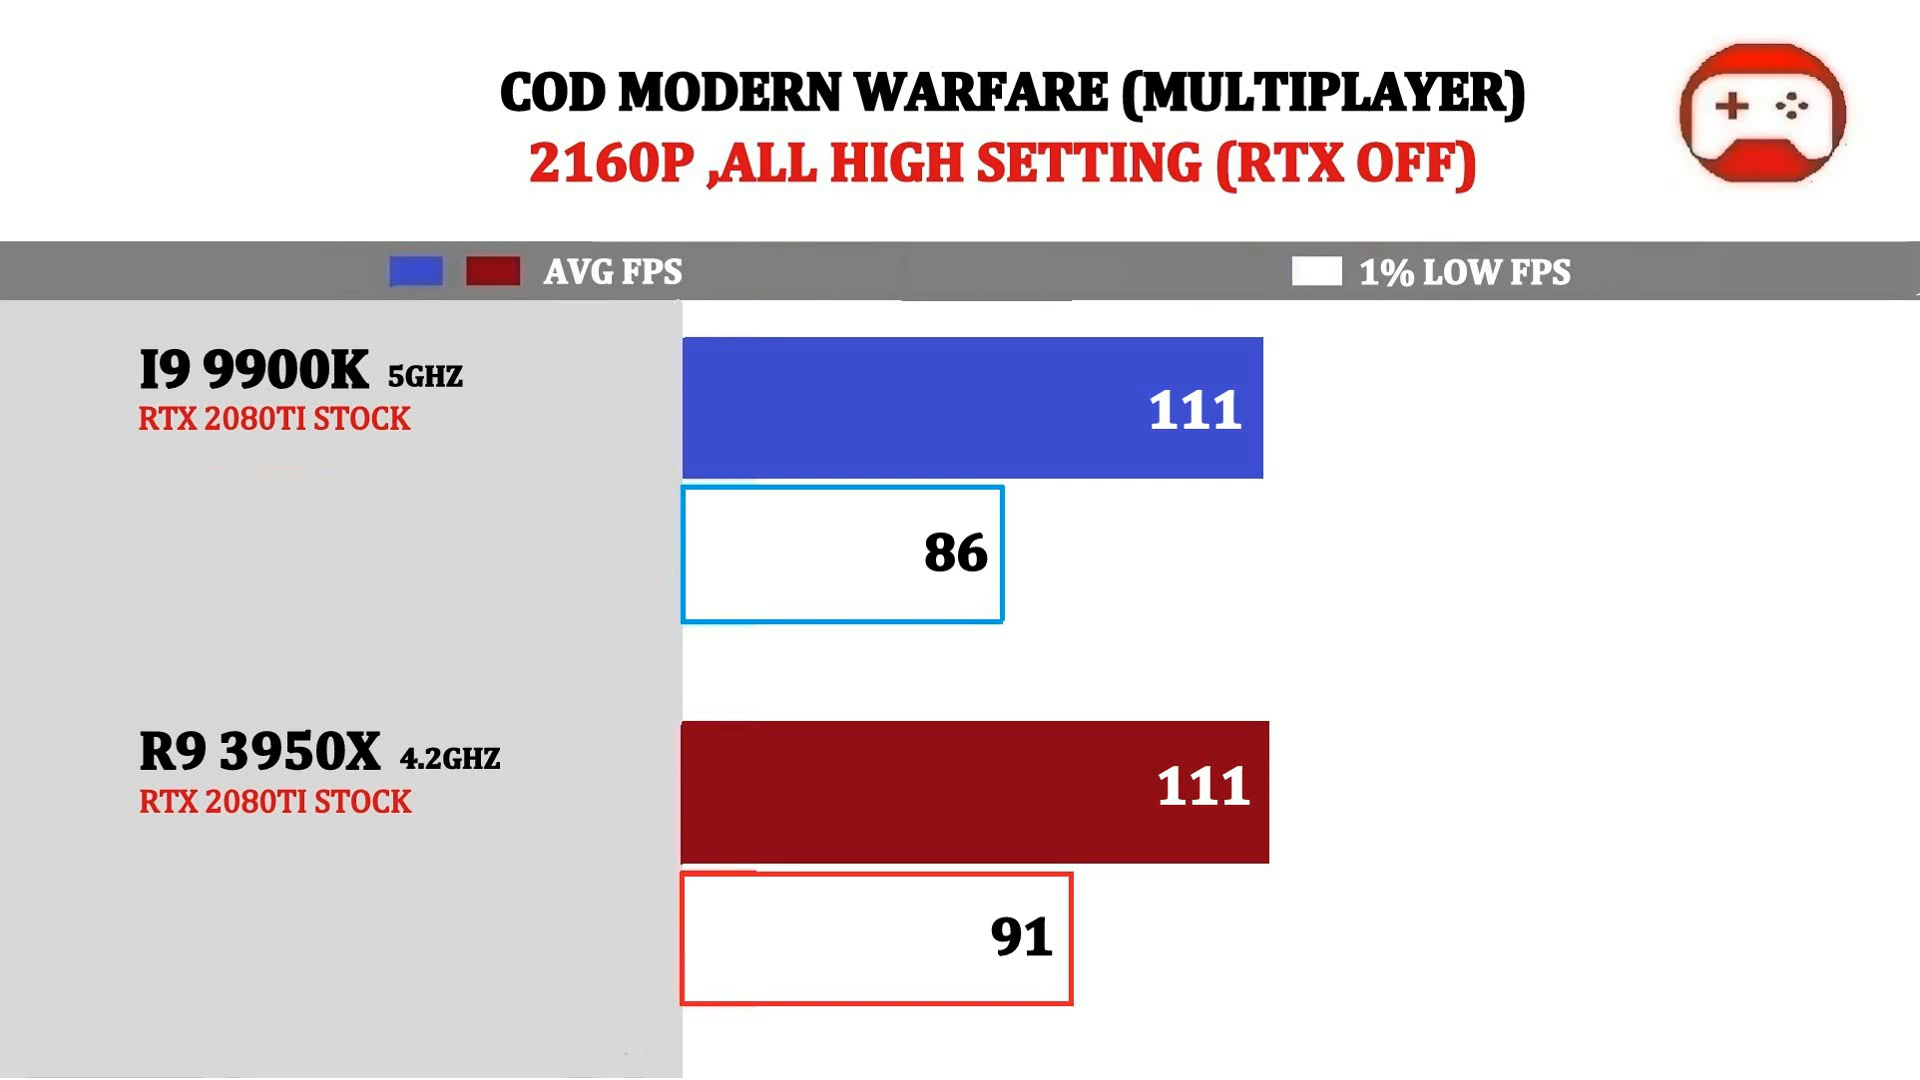 COD MODERN WARFARE (MULTIPLAYER)
2160P ,ALL HIGH SETTING (RTX OFF)
AVG FPS
1% LOW FPS
I9 9900K 5GHZ
RTX 2080TI STOCK
111
86
R9 3950X 4.2GHZ
RTX 2080TI STOCK
111
91